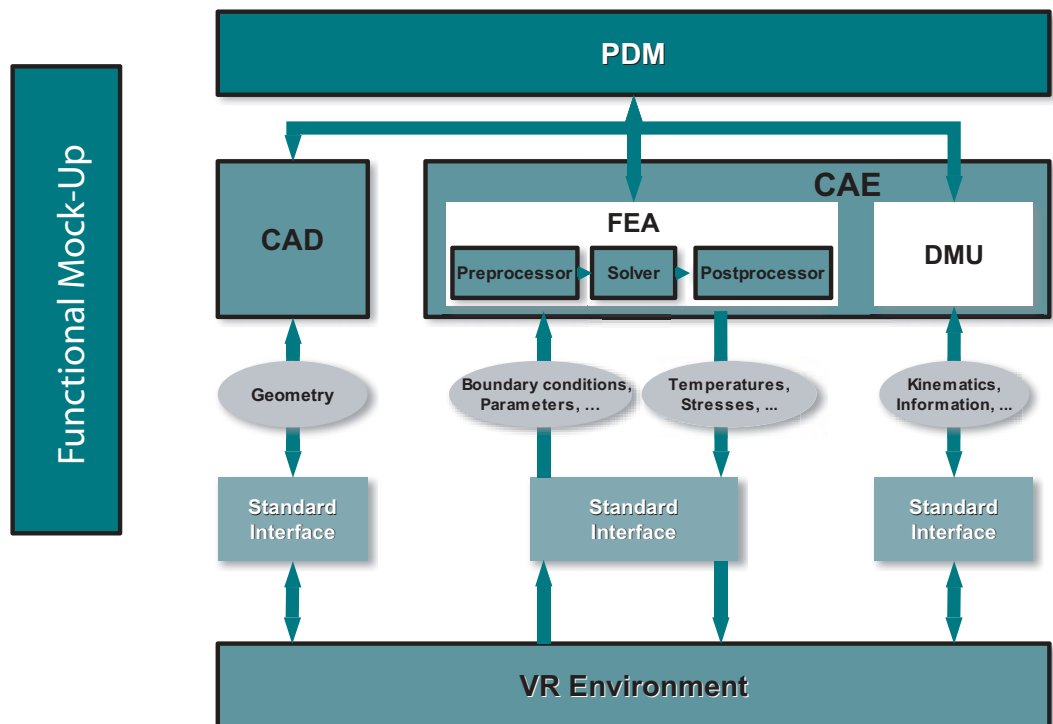 PDM
Functional Mock-Up
CAE
CAD
FEA
DMU
Preprocessor
Solver
Postprocessor
Geometry
Boundary conditions,
Parameters, ...
Temperatures,
Stresses, ...
Kinematics,
Information, ...
Standard
Interface
Standard
Interface
Standard
Interface
VR Environment